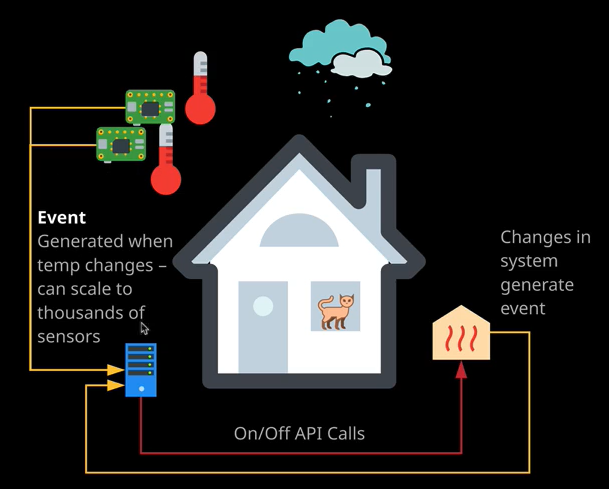 Event
Generated when
temp changes –
can scale to
thousands of
sensors
Changes in
system
generate
event
On/Off API Calls